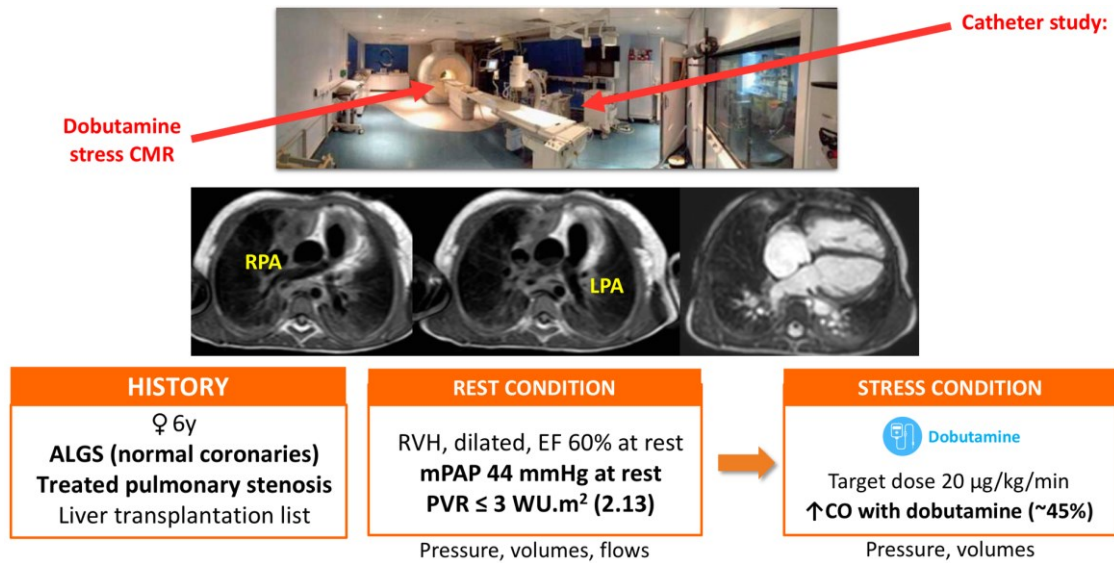 Catheter study:
Dobutamine
stress CMR
RPA
LPA
HISTORY
♀ 6y
ALGS (normal coronaries)
Treated pulmonary stenosis
Liver transplantation list
REST CONDITION
RVH, dilated, EF 60% at rest
mPAP 44 mmHg at rest
PVR ≤ 3 WU.m² (2.13)
Pressure, volumes, flows
STRESS CONDITION
Dobutamine
Target dose 20 µg/kg/min
↑CO with dobutamine (~45%)
Pressure, volumes